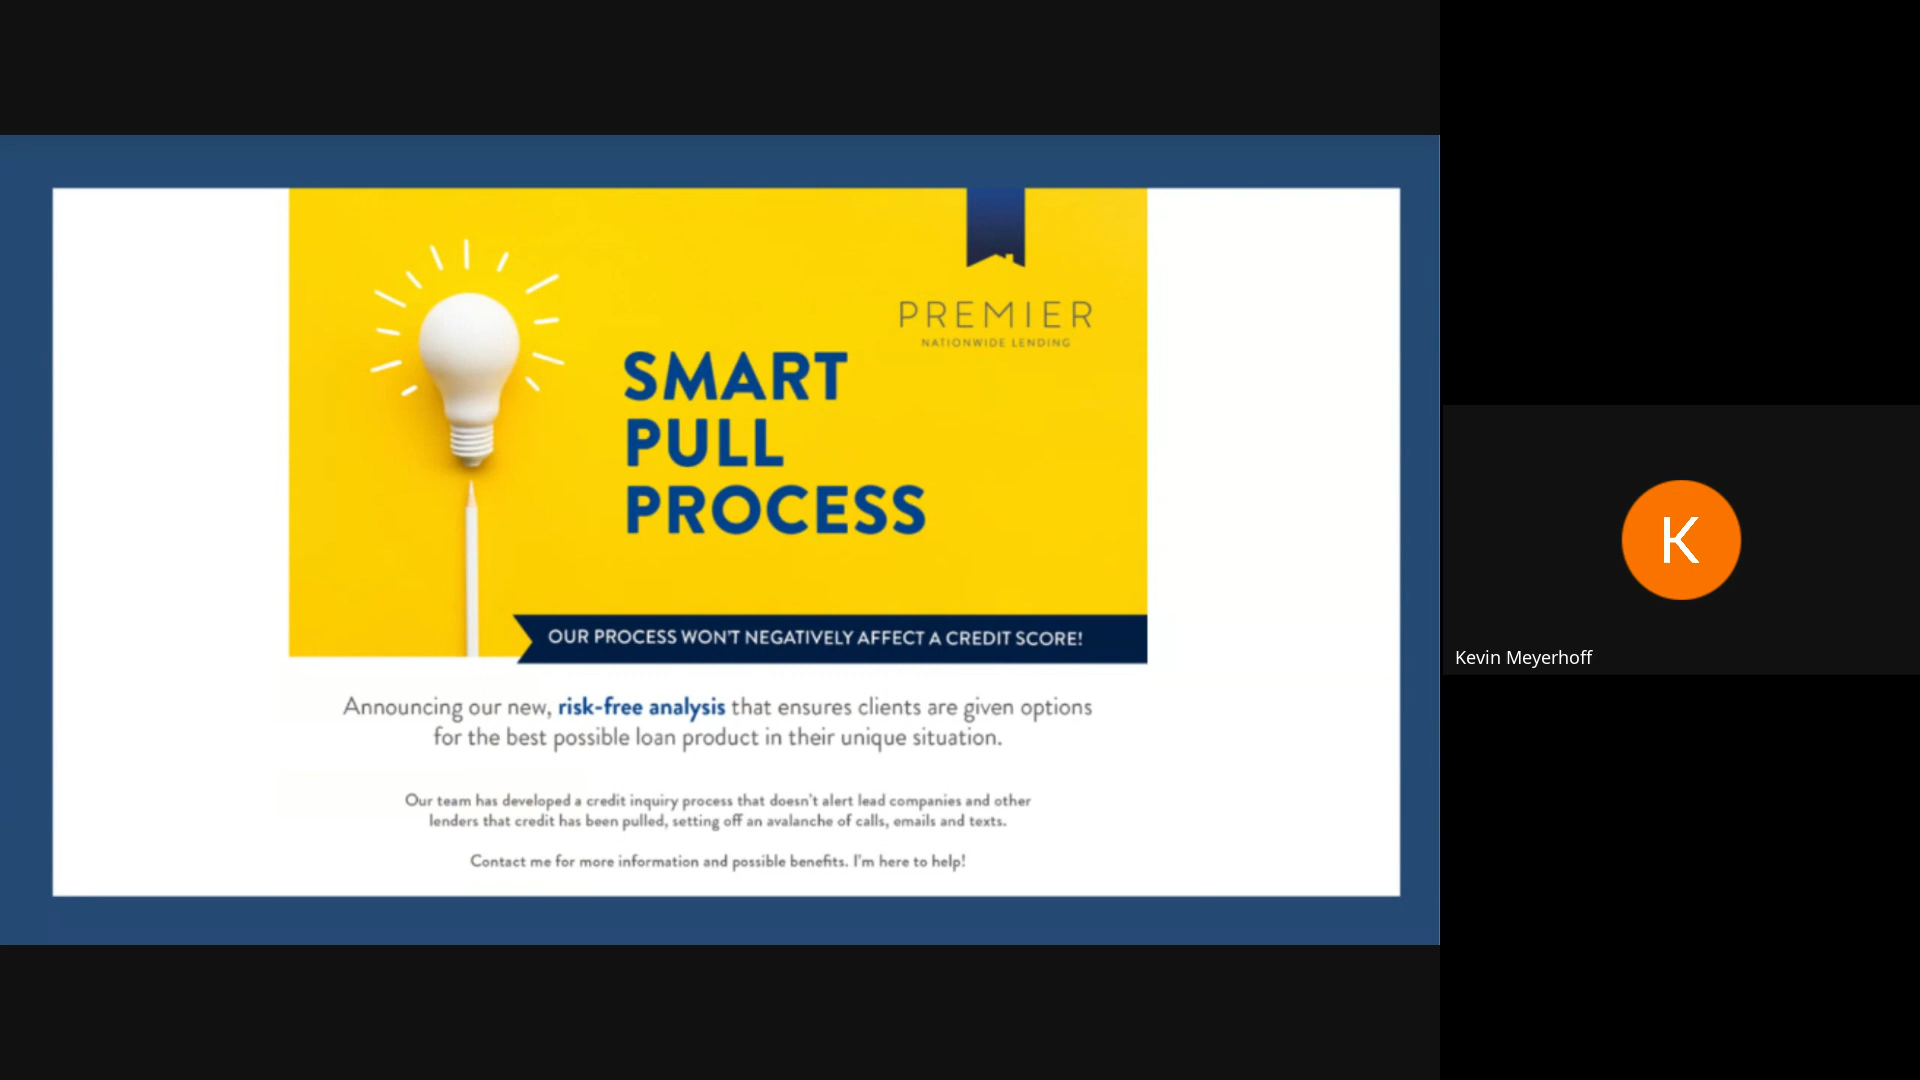 PREMIER
NATIONWIDE LENDING
SMART
PULL
PROCESS
OUR PROCESS WON'T NEGATIVELY AFFECT A CREDIT SCORE!
Announcing our new, risk-free analysis that ensures clients are given options
for the best possible loan product in their unique situation.
Our team has developed a credit inquiry process that doesn't alert lead companies and other
lenders that credit has been pulled, setting off an avalanche of calls, emails and texts.
Contact me for more information and possible benefits. I'm here to help!
K
Kevin Meyerhoff